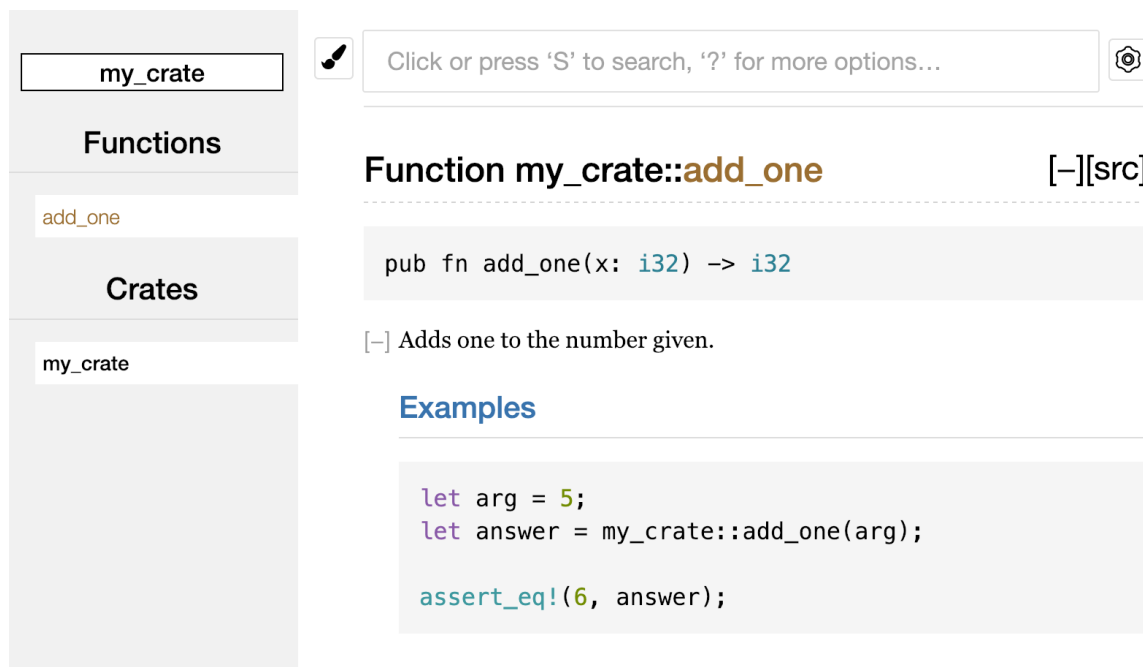 my_crate
Functions
add_one
Crates
my_crate
Click or press ‘S’ to search, ‘?’ for more options…
Function my_crate::add_one
[−][src]
pub fn add_one(x: i32) -> i32
[−] Adds one to the number given.
Examples
let arg = 5;
let answer = my_crate::add_one(arg);
assert_eq!(6, answer);